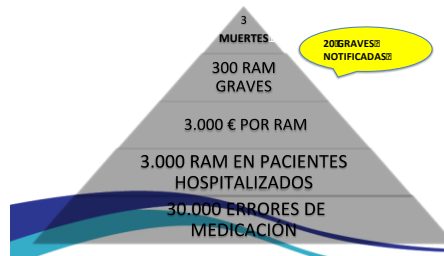 3
MUERTES
20 GRAVES
NOTIFICADAS
300 RAM
GRAVES
3.000 € POR RAM
3.000 RAM EN PACIENTES
HOSPITALIZADOS
30.000 ERRORES DE
MEDICACIÓN